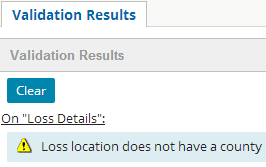 Validation Results
Validation Results
Clear
On "Loss Details":
Loss location does not have a county